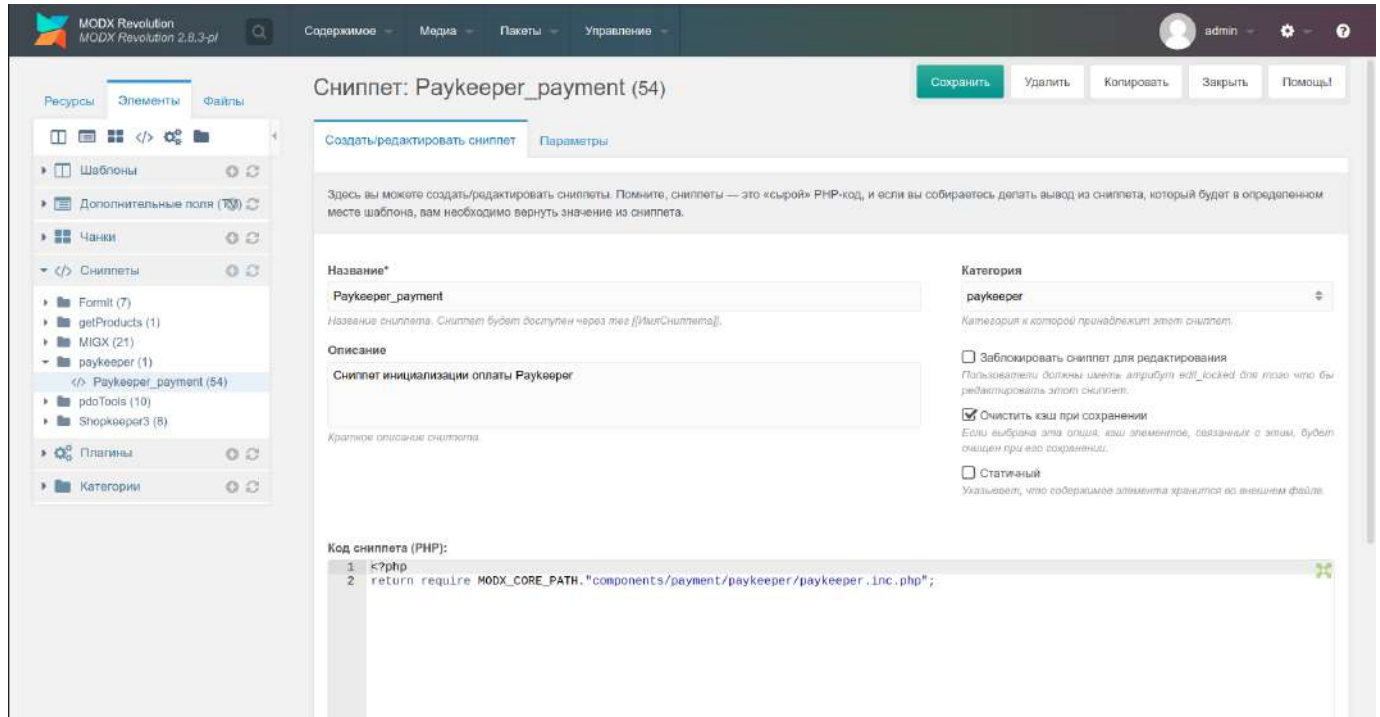 MODX Revolution
MODX Revolution 2.8.3-pl
Содержимое
Медиа
Пакеты
Управление
admin
Ресурсы
Элементы
Файлы
Сниппет: Paykeeper_payment (54)
Сохранить
Удалить
Копировать
Закрыть
Помощь!
Создать/редактировать сниппет
Параметры
Шаблоны
Дополнительные поля (TV)
Чанки
Сниппеты
FormIt (7)
getProducts (1)
MIGX (21)
paykeeper (1)
</> Paykeeper_payment (54)
pdoTools (10)
Shopkeeper3 (8)
Плагины
Категории
Здесь вы можете создать/редактировать сниппеты. Помните, сниппеты — это «сырой» PHP-код, и если вы собираетесь делать вывод из сниппета, который будет в определенном
месте шаблона, вам необходимо вернуть значение из сниппета.
Название*
Paykeeper_payment
Название сниппета. Сниппет будет доступен через тег [[ИмяСниппета]].
Описание
Сниппет инициализации оплаты Paykeeper
Краткое описание сниппета.
Категория
paykeeper
Категория к которой принадлежит этот сниппет.
Заблокировать сниппет для редактирования
Пользователи должны иметь атрибут edit_locked для того что бы
редактировать этот сниппет.
Очистить кэш при сохранении
Если выбрана эта опция, кэш элементов, связанных с этим, будет
очищен при его сохранении.
Статичный
Указывает, что содержимое элемента хранится во внешнем файле.
Код сниппета (PHP):
1 <?php
2 return require MODX_CORE_PATH."components/payment/paykeeper/paykeeper.inc.php";